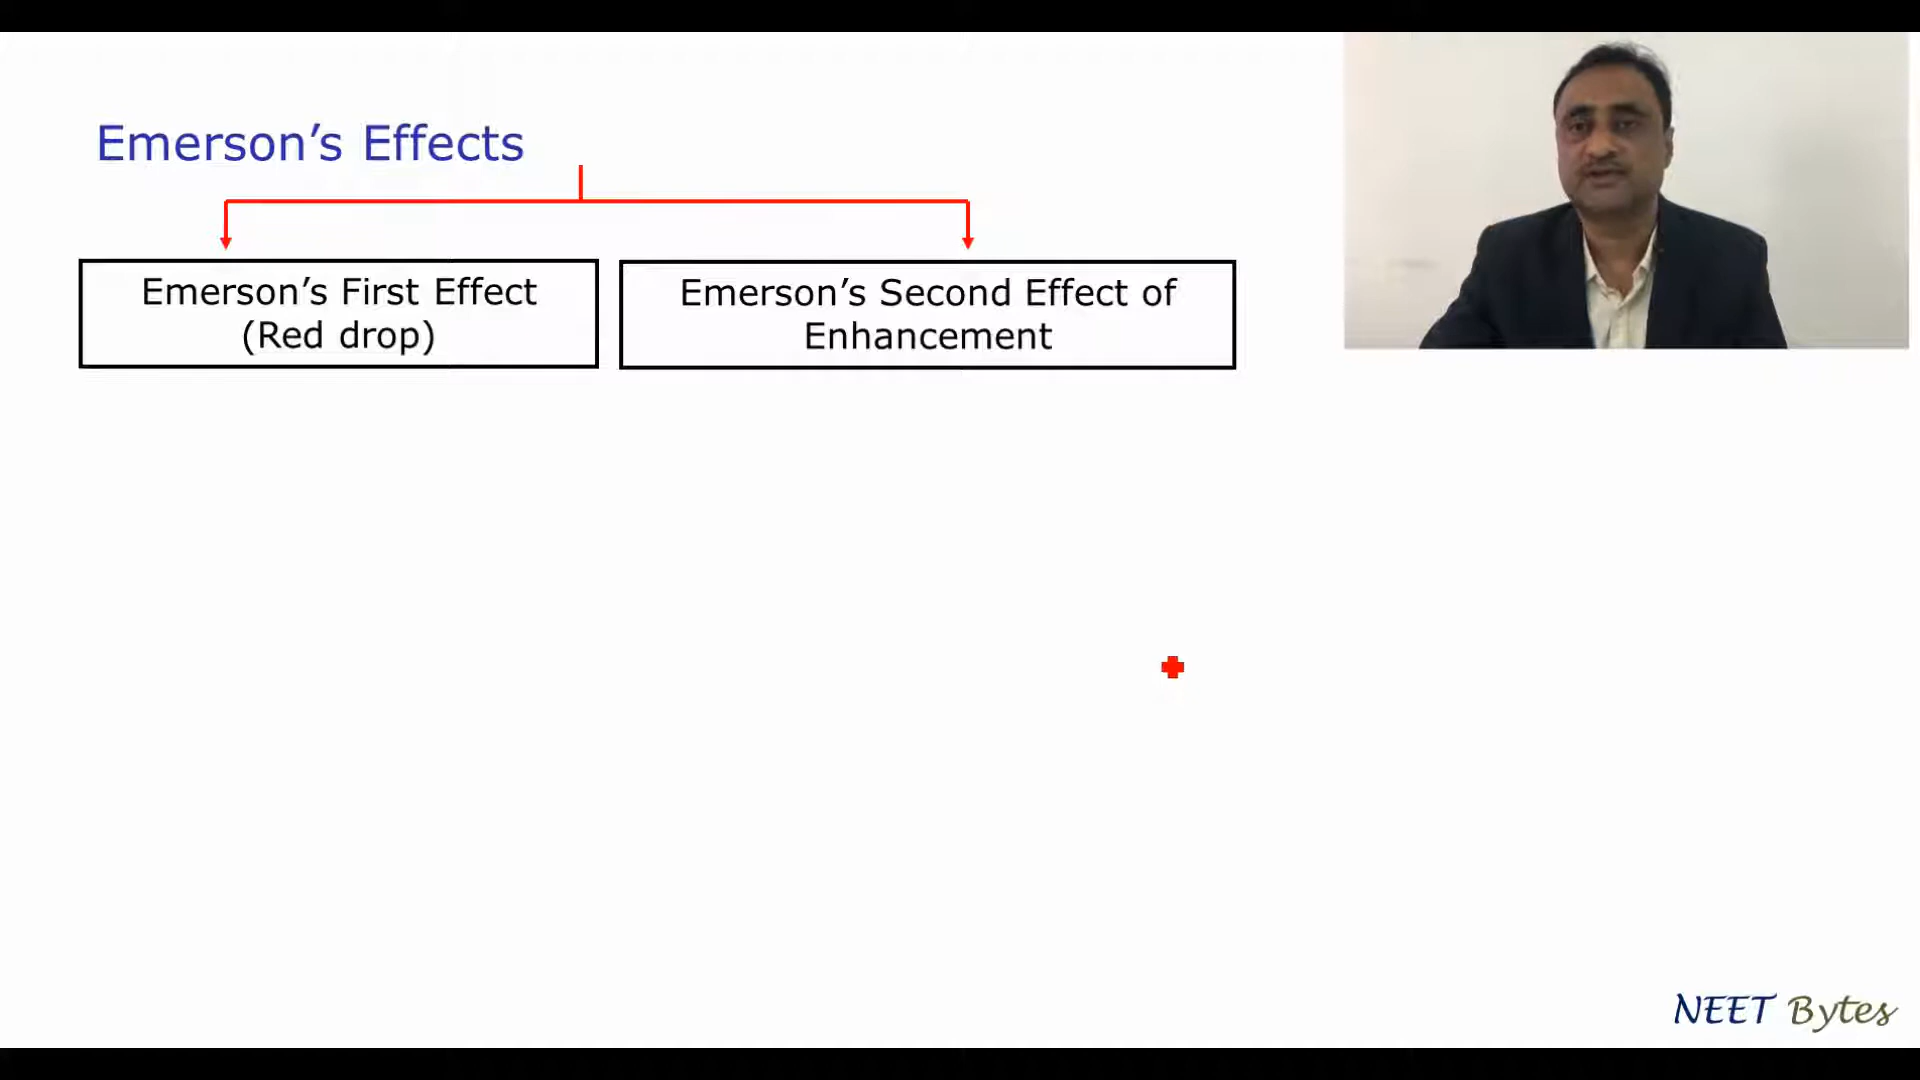 Emerson’s Effects
Emerson’s First Effect
(Red drop)
Emerson’s Second Effect of
Enhancement
NEET Bytes